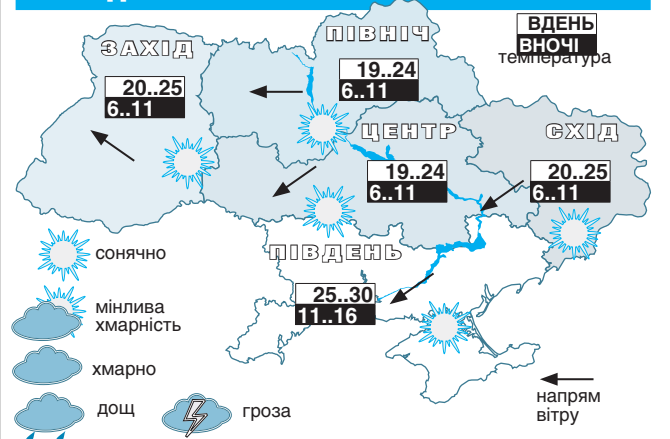 ВДЕНЬ
ВНОЧІ
температура
ЗАХІД
20..25
6..11
ПІВНІЧ
19..24
6..11
ЦЕНТР
19..24
6..11
СХІД
20..25
6..11
ПІВДЕНЬ
25..30
11..16
сонячно
мінлива
хмарність
хмарно
дощ
гроза
напрям
вітру